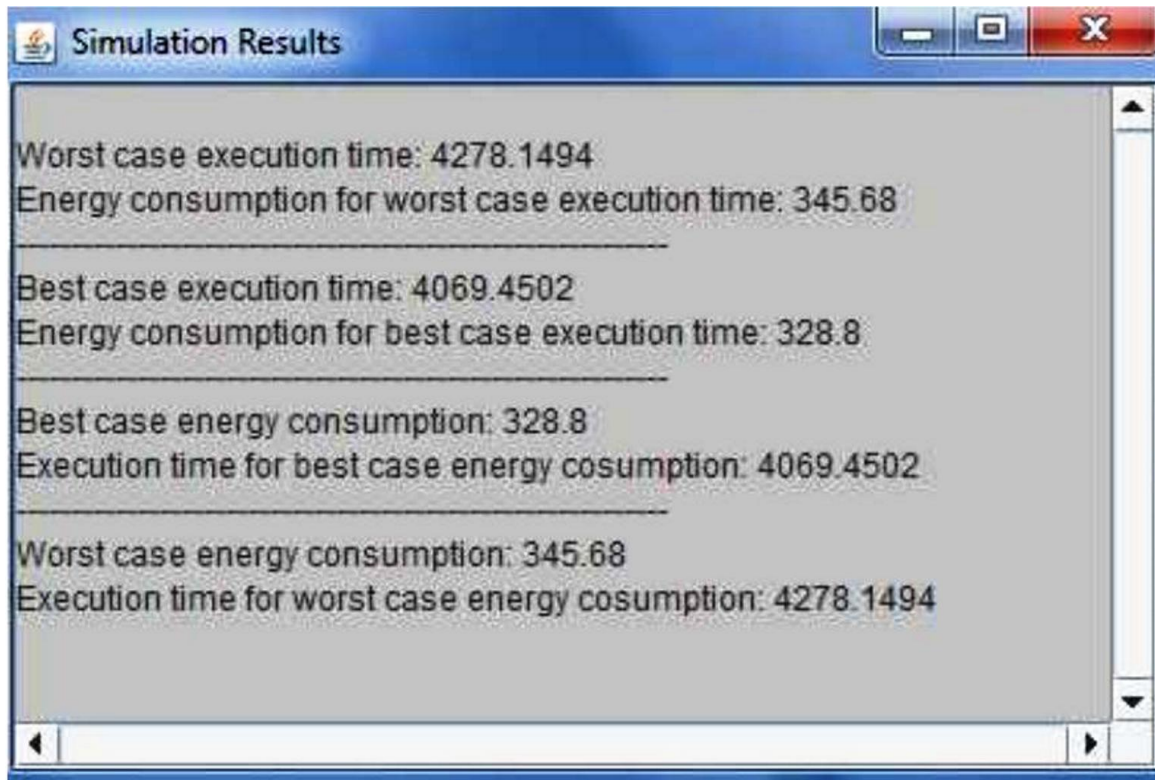 Simulation Results
Worst case execution time: 4278.1494
Energy consumption for worst case execution time: 345.68
------------------------------------------------------------
Best case execution time: 4069.4502
Energy consumption for best case execution time: 328.8
------------------------------------------------------------
Best case energy consumption: 328.8
Execution time for best case energy cosumption: 4069.4502
------------------------------------------------------------
Worst case energy consumption: 345.68
Execution time for worst case energy cosumption: 4278.1494